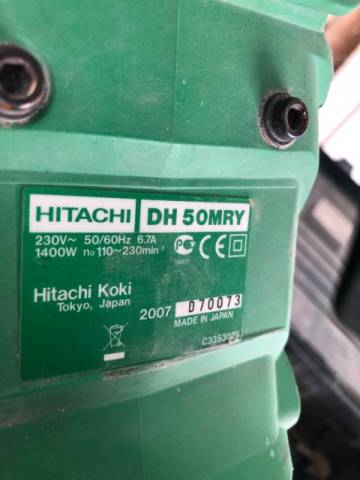 HITACHI DH 50MRY
230V~ 50/60Hz 6.7A
1400W no 110~230min⁻¹
Hitachi Koki
Tokyo, Japan
2007 D70073
MADE IN JAPAN